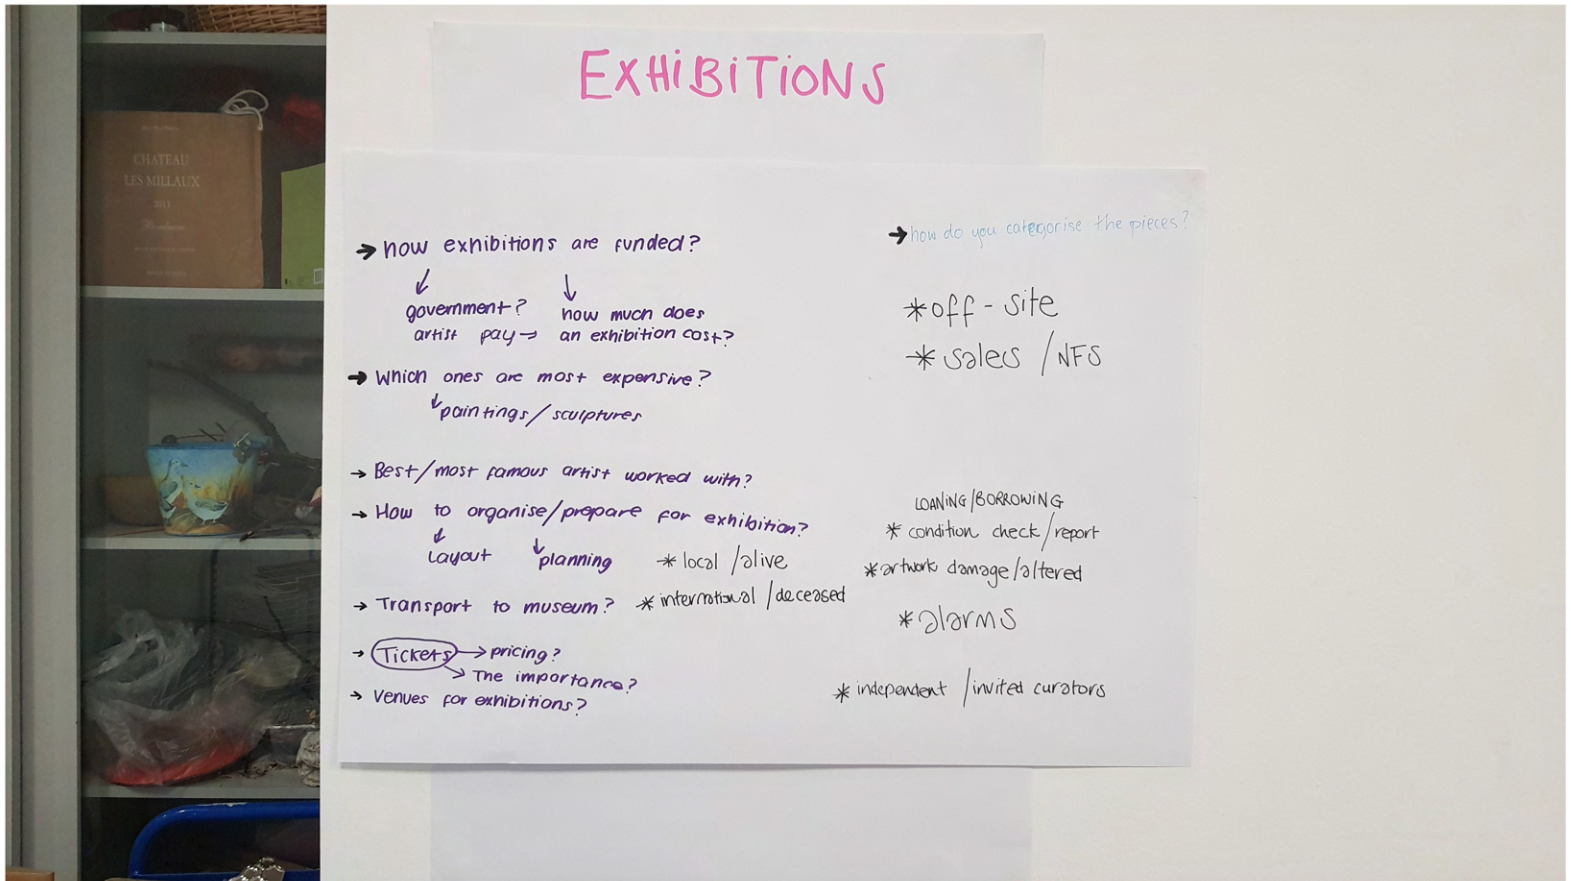 EXHiBiTiONS
CHATEAU
LES MILLAUX
2013
→ how exhibitions are funded?
↓ ↓
government? how much does
artist pay → an exhibition cost?
→ Which ones are most expensive?
↓ paintings/sculptures
→ Best/most famous artist worked with?
→ How to organise/prepare for exhibition?
↓ ↓
Layout planning
→ Transport to museum?
→ Tickets → pricing?
→ The importance?
→ Venues for exhibitions?
* local /alive
* international /deceased
→ how do you categorise the pieces?
* off - site
* sales /NFS
LOANING/BORROWING
* condition check/report
* artwork damage/altered
* alarms
* independent /invited curators